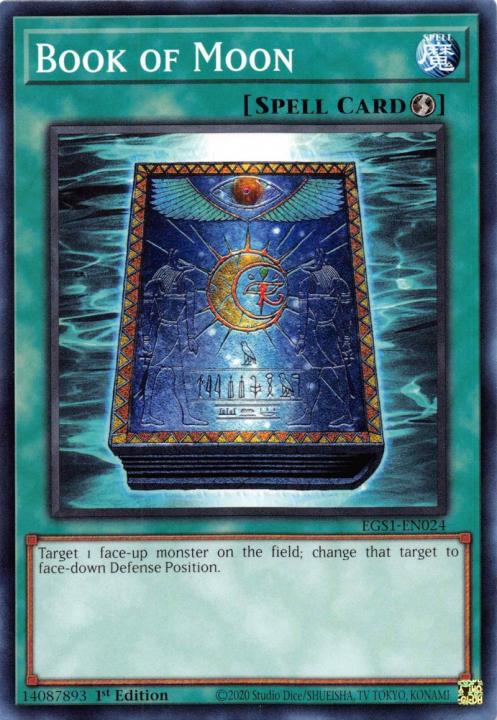 BOOK OF MOON
SPELL
魔
[SPELL CARD]
EGS1-EN024
Target 1 face-up monster on the field; change that target to
face-down Defense Position.
14087893 1st Edition ©2020 Studio Dice/SHUEISHA, TV TOKYO, KONAMI